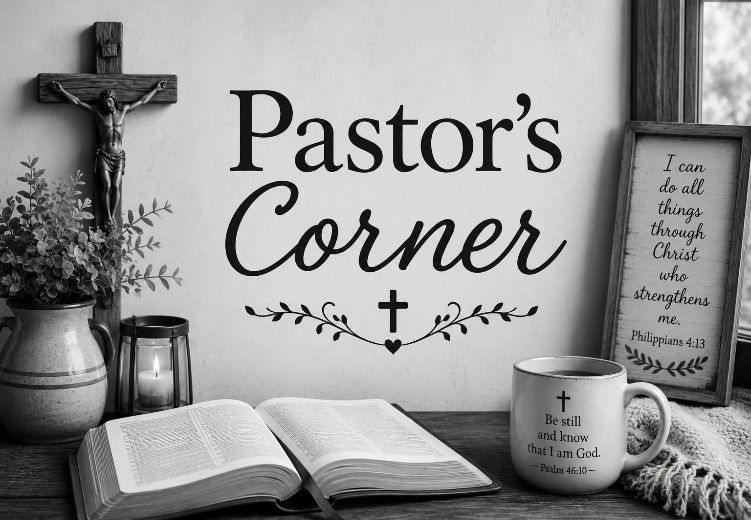 Pastor's
Corner
I can
do all
things
through
Christ
who
strengthens
me.
Philippians 4:13
Be still
and know
that I am God.
– Psalm 46:10 –